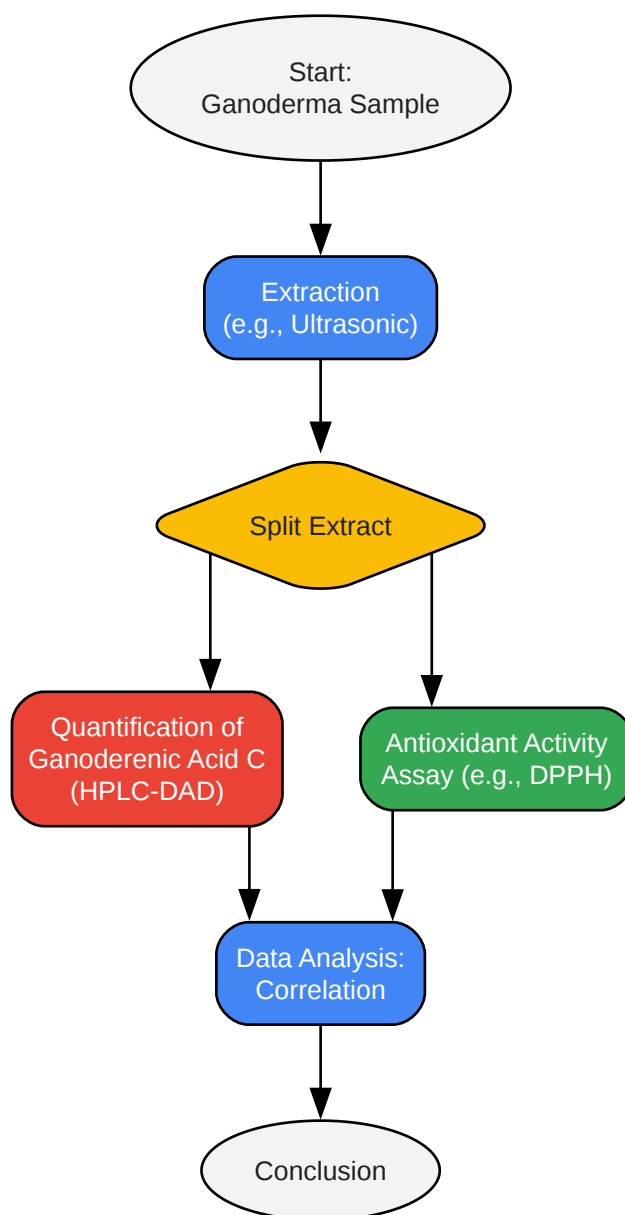 Start:
Ganoderma Sample
Extraction
(e.g., Ultrasonic)
Split Extract
Quantification of
Ganoderenic Acid C
(HPLC-DAD)
Antioxidant Activity
Assay (e.g., DPPH)
Data Analysis:
Correlation
Conclusion